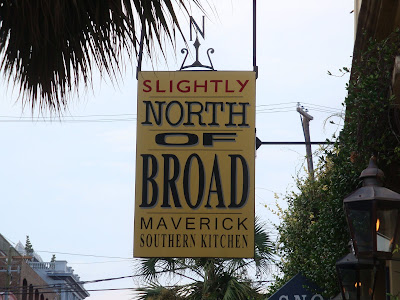 N
SLIGHTLY
NORTH
OF
BROAD
MAVERICK
SOUTHERN KITCHEN